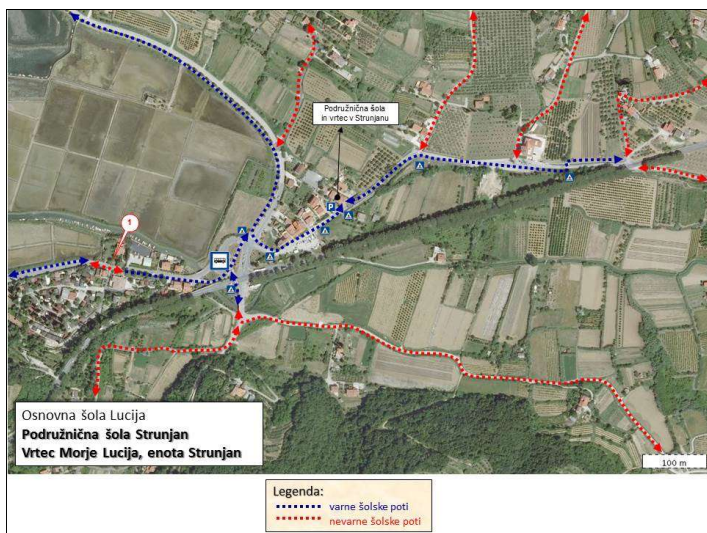 Podružnična šola
in vrtec v Strunjanu
P
1
Osnovna šola Lucija
Podružnična šola Strunjan
Vrtec Morje Lucija, enota Strunjan
100 m
Legenda:
varne šolske poti
nevarne šolske poti